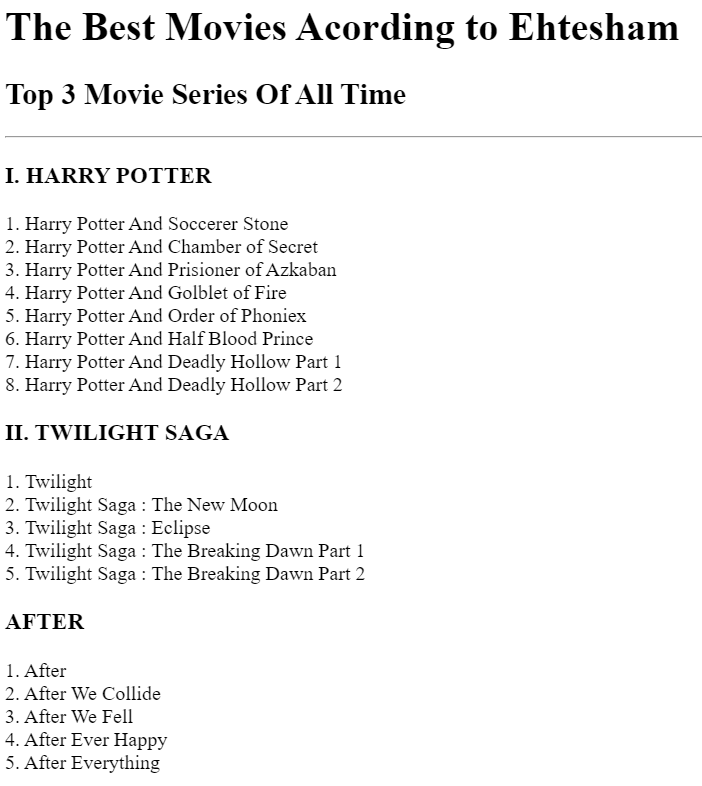 The Best Movies Acording to Ehtesham
Top 3 Movie Series Of All Time
I. HARRY POTTER
1. Harry Potter And Soccerer Stone
2. Harry Potter And Chamber of Secret
3. Harry Potter And Prisioner of Azkaban
4. Harry Potter And Golblet of Fire
5. Harry Potter And Order of Phoniex
6. Harry Potter And Half Blood Prince
7. Harry Potter And Deadly Hollow Part 1
8. Harry Potter And Deadly Hollow Part 2
II. TWILIGHT SAGA
1. Twilight
2. Twilight Saga : The New Moon
3. Twilight Saga : Eclipse
4. Twilight Saga : The Breaking Dawn Part 1
5. Twilight Saga : The Breaking Dawn Part 2
AFTER
1. After
2. After We Collide
3. After We Fell
4. After Ever Happy
5. After Everything